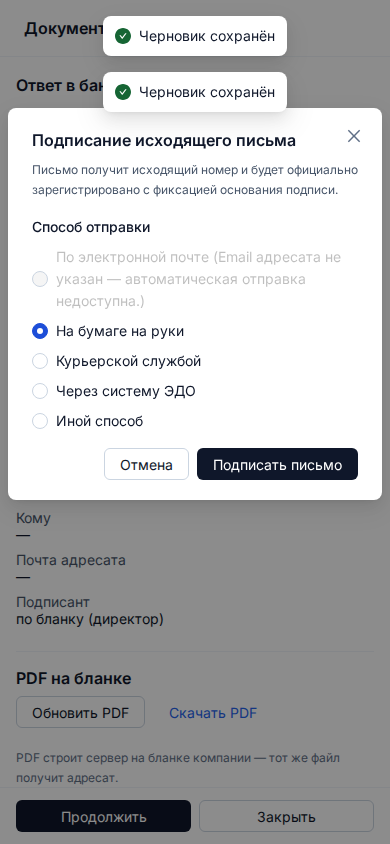 Документ
Черновик сохранён
Ответ в бан
Черновик сохранён
Подписание исходящего письма
Письмо получит исходящий номер и будет официально
зарегистрировано с фиксацией основания подписи.
Способ отправки
По электронной почте (Email адресата не
указан — автоматическая отправка
недоступна.)
На бумаге на руки
Курьерской службой
Через систему ЭДО
Иной способ
Отмена
Подписать письмо
Кому
—
Почта адресата
—
Подписант
по бланку (директор)
PDF на бланке
Обновить PDF
Скачать PDF
PDF строит сервер на бланке компании — тот же файл
получит адресат.
Продолжить
Закрыть